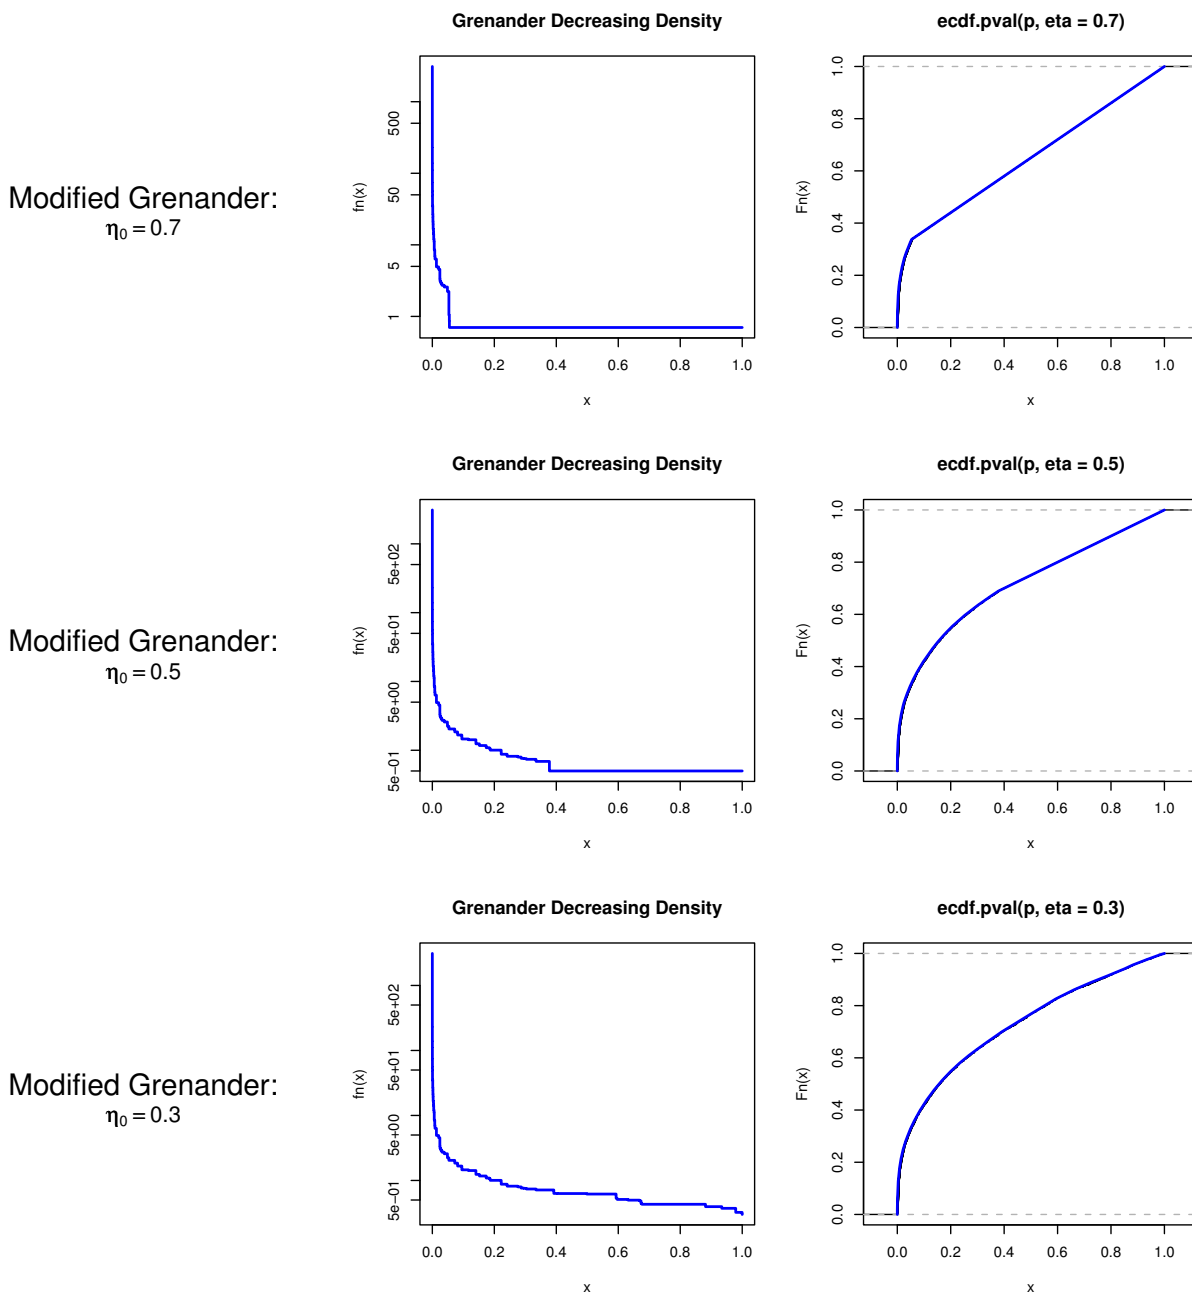 Grenander Decreasing Density
ecdf.pval(p, eta = 0.7)
Modified Grenander:
η₀ = 0.7
fn(x)
500
50
5
1
0.0 0.2 0.4 0.6 0.8 1.0
x
Fn(x)
1.0
0.8
0.6
0.4
0.2
0.0
0.0 0.2 0.4 0.6 0.8 1.0
x
Grenander Decreasing Density
ecdf.pval(p, eta = 0.5)
Modified Grenander:
η₀ = 0.5
fn(x)
5e+02
5e+01
5e+00
5e−01
0.0 0.2 0.4 0.6 0.8 1.0
x
Fn(x)
1.0
0.8
0.6
0.4
0.2
0.0
0.0 0.2 0.4 0.6 0.8 1.0
x
Grenander Decreasing Density
ecdf.pval(p, eta = 0.3)
Modified Grenander:
η₀ = 0.3
fn(x)
5e+02
5e+01
5e+00
5e−01
0.0 0.2 0.4 0.6 0.8 1.0
x
Fn(x)
1.0
0.8
0.6
0.4
0.2
0.0
0.0 0.2 0.4 0.6 0.8 1.0
x